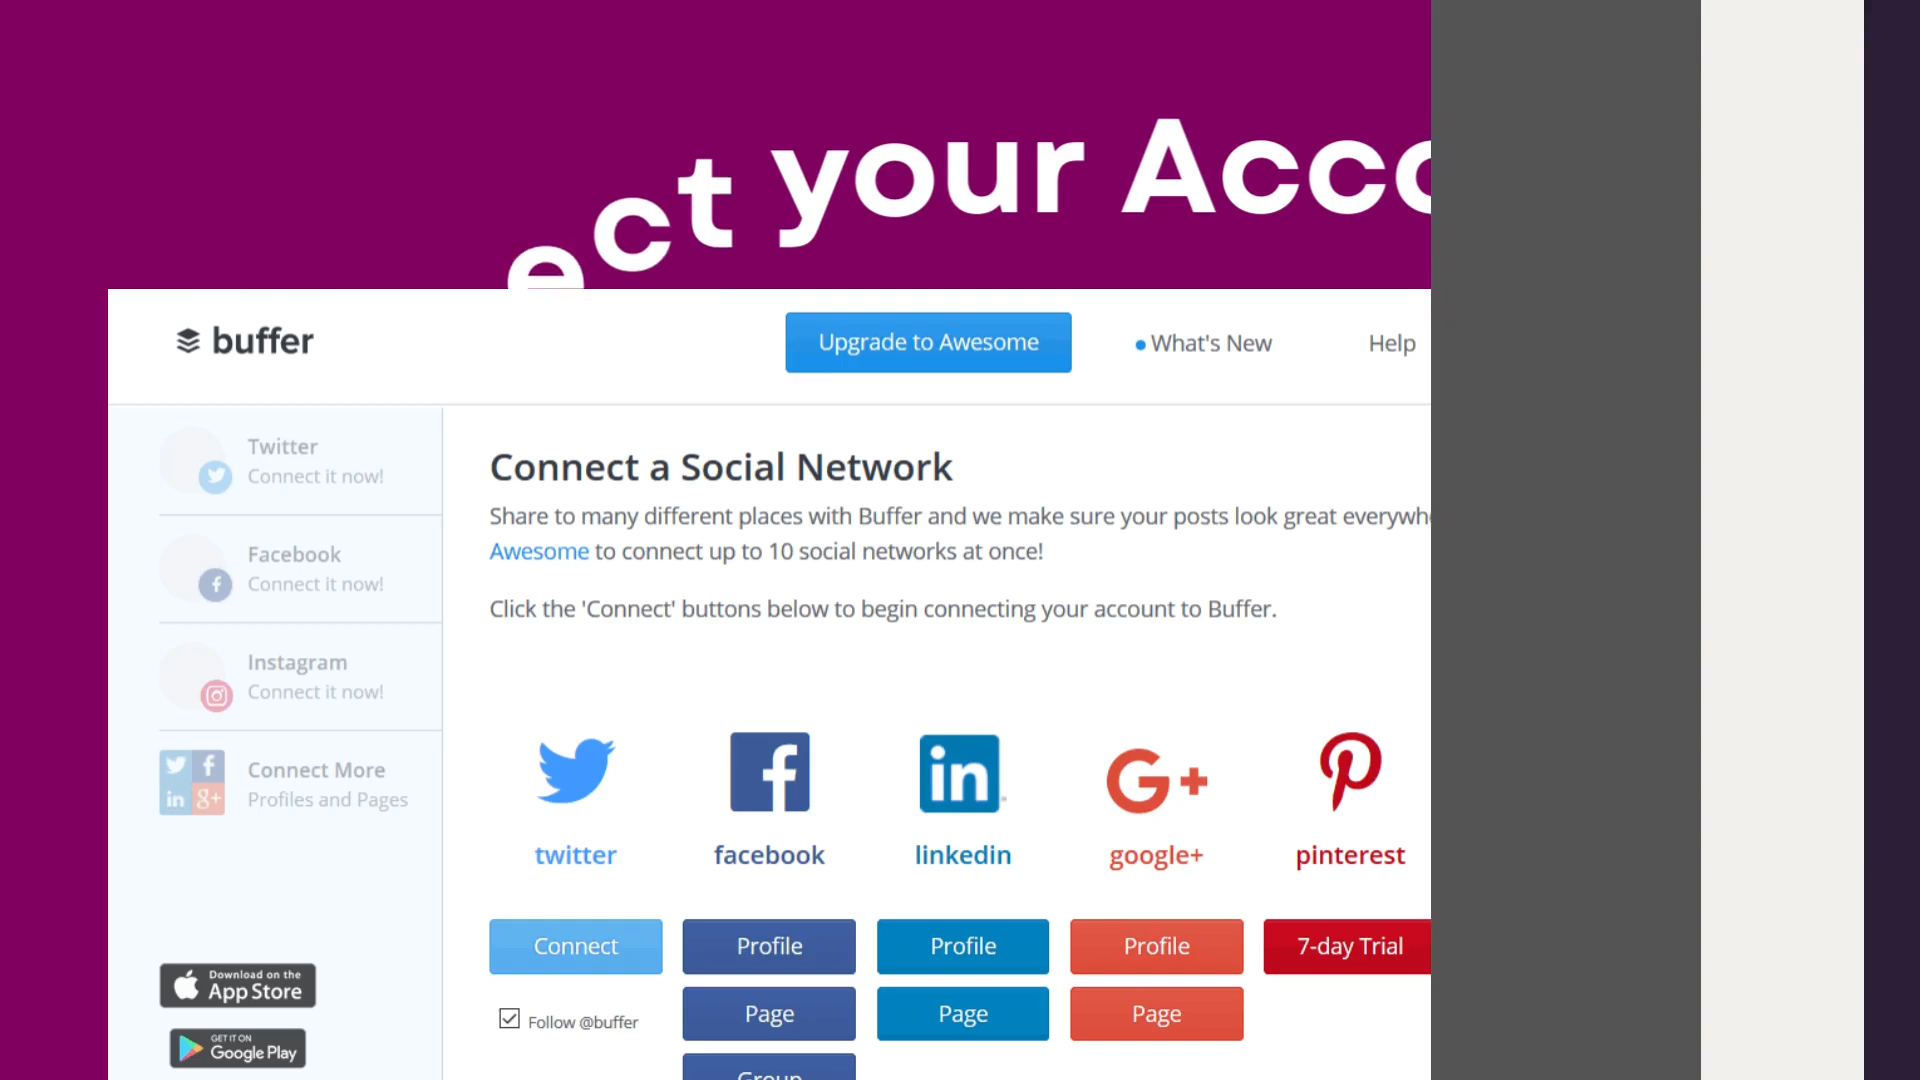 ect your Acco
buffer
Upgrade to Awesome
What's New
Help
Twitter
Connect it now!
Facebook
Connect it now!
Instagram
Connect it now!
Connect More
Profiles and Pages
Download on the
App Store
GET IT ON
Google Play
Connect a Social Network
Share to many different places with Buffer and we make sure your posts look great everywhe
Awesome to connect up to 10 social networks at once!
Click the 'Connect' buttons below to begin connecting your account to Buffer.
twitter
facebook
linkedin
google+
pinterest
Connect
Profile
Profile
Profile
7-day Trial
Follow @buffer
Page
Page
Page
Group